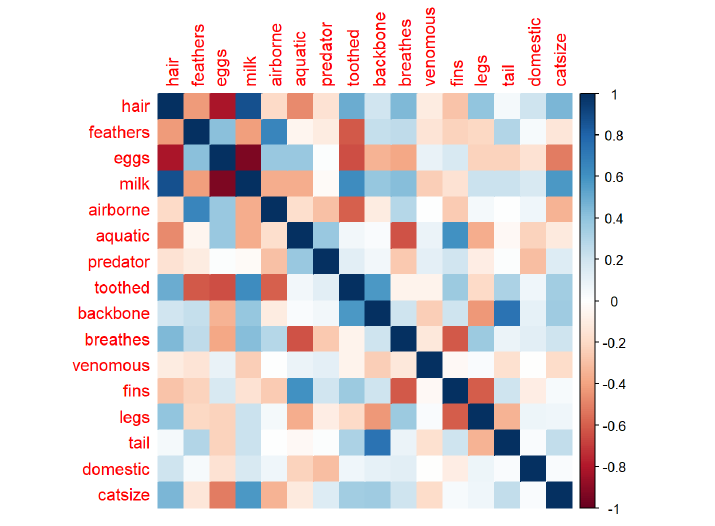 hair
feathers
eggs
milk
airborne
aquatic
predator
toothed
backbone
breathes
venomous
fins
legs
tail
domestic
catsize
hair
feathers
eggs
milk
airborne
aquatic
predator
toothed
backbone
breathes
venomous
fins
legs
tail
domestic
catsize
1
0.8
0.6
0.4
0.2
0
-0.2
-0.4
-0.6
-0.8
-1